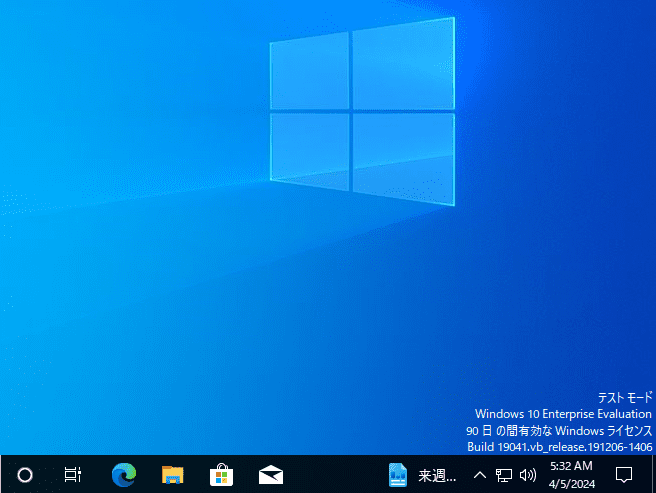 テスト モード
Windows 10 Enterprise Evaluation
90 日 の間有効な Windows ライセンス
Build 19041.vb_release.191206-1406
来週...
5:32 AM
4/5/2024